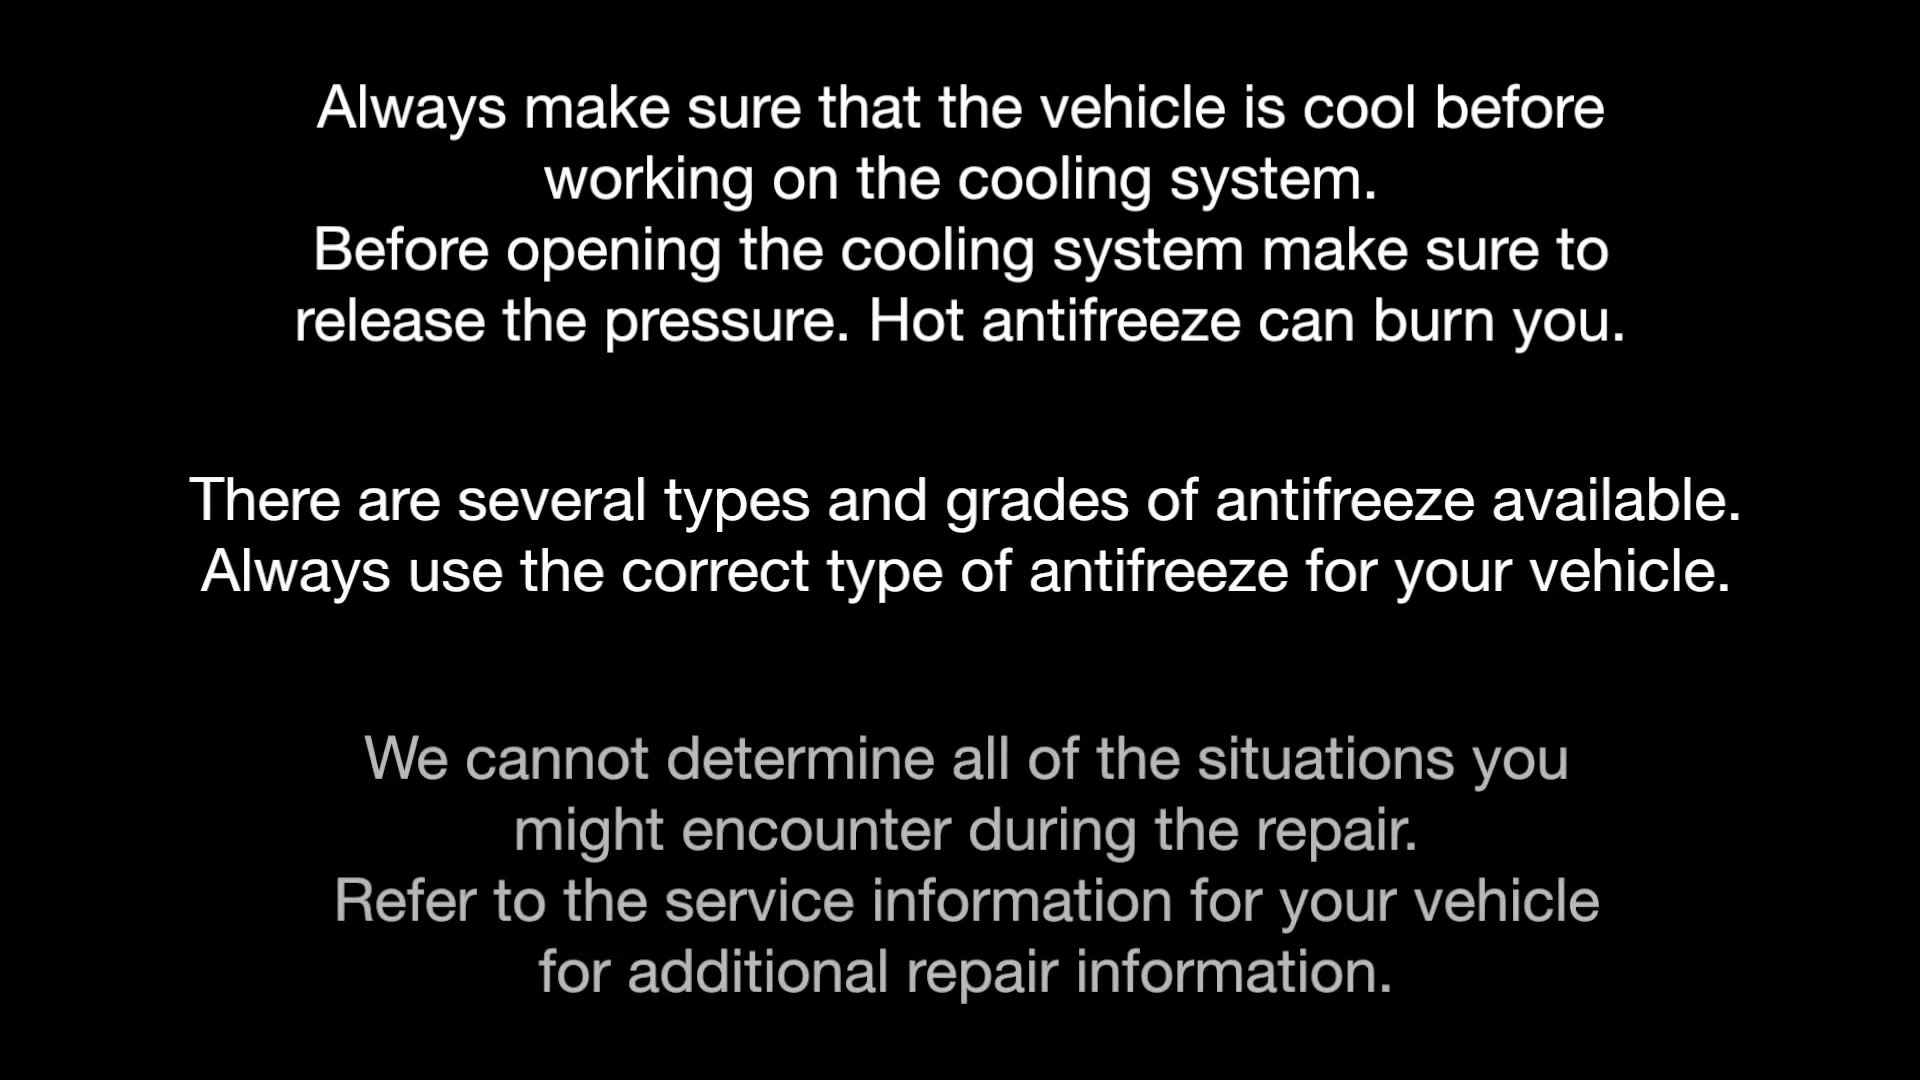 Always make sure that the vehicle is cool before
working on the cooling system.
Before opening the cooling system make sure to
release the pressure. Hot antifreeze can burn you.
There are several types and grades of antifreeze available.
Always use the correct type of antifreeze for your vehicle.
We cannot determine all of the situations you
might encounter during the repair.
Refer to the service information for your vehicle
for additional repair information.